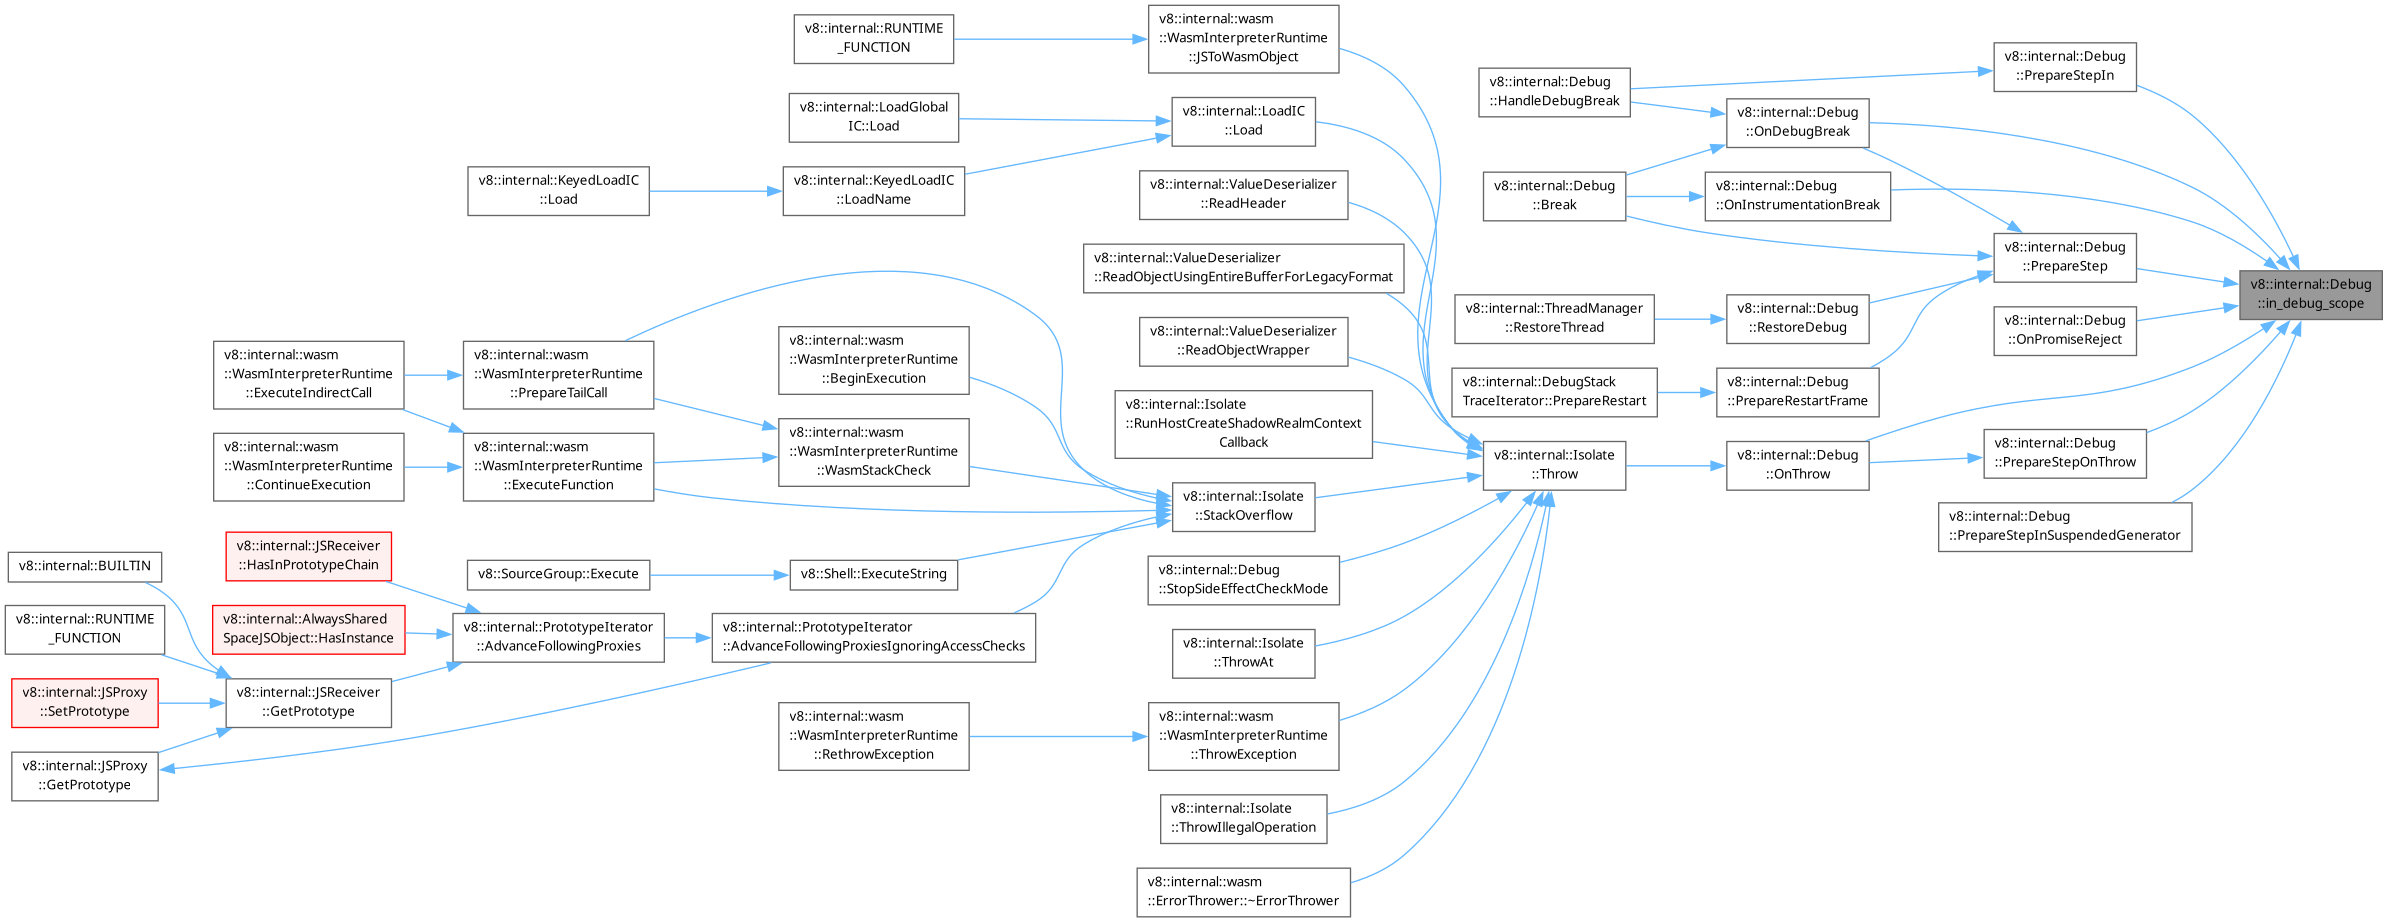 v8::internal::RUNTIME
_FUNCTION
v8::internal::wasm
::WasmInterpreterRuntime
::JSToWasmObject
v8::internal::LoadGlobal
IC::Load
v8::internal::LoadIC
::Load
v8::internal::KeyedLoadIC
::Load
v8::internal::KeyedLoadIC
::LoadName
v8::internal::ValueDeserializer
::ReadHeader
v8::internal::ValueDeserializer
::ReadObjectUsingEntireBufferForLegacyFormat
v8::internal::ValueDeserializer
::ReadObjectWrapper
v8::internal::Isolate
::RunHostCreateShadowRealmContext
Callback
v8::internal::wasm
::WasmInterpreterRuntime
::BeginExecution
v8::internal::wasm
::WasmInterpreterRuntime
::ExecuteIndirectCall
v8::internal::wasm
::WasmInterpreterRuntime
::PrepareTailCall
v8::internal::wasm
::WasmInterpreterRuntime
::WasmStackCheck
v8::internal::wasm
::WasmInterpreterRuntime
::ContinueExecution
v8::internal::wasm
::WasmInterpreterRuntime
::ExecuteFunction
v8::internal::Isolate
::StackOverflow
v8::internal::JSReceiver
::HasInPrototypeChain
v8::SourceGroup::Execute
v8::Shell::ExecuteString
v8::internal::Debug
::StopSideEffectCheckMode
v8::internal::BUILTIN
v8::internal::RUNTIME
_FUNCTION
v8::internal::AlwaysShared
SpaceJSObject::HasInstance
v8::internal::PrototypeIterator
::AdvanceFollowingProxies
v8::internal::PrototypeIterator
::AdvanceFollowingProxiesIgnoringAccessChecks
v8::internal::Isolate
::ThrowAt
v8::internal::JSProxy
::SetPrototype
v8::internal::JSReceiver
::GetPrototype
v8::internal::wasm
::WasmInterpreterRuntime
::RethrowException
v8::internal::wasm
::WasmInterpreterRuntime
::ThrowException
v8::internal::JSProxy
::GetPrototype
v8::internal::Isolate
::ThrowIllegalOperation
v8::internal::wasm
::ErrorThrower::~ErrorThrower
v8::internal::Debug
::HandleDebugBreak
v8::internal::Debug
::PrepareStepIn
v8::internal::Debug
::OnDebugBreak
v8::internal::Debug
::Break
v8::internal::Debug
::OnInstrumentationBreak
v8::internal::Debug
::PrepareStep
v8::internal::Debug
::in_debug_scope
v8::internal::ThreadManager
::RestoreThread
v8::internal::Debug
::RestoreDebug
v8::internal::Debug
::OnPromiseReject
v8::internal::DebugStack
TraceIterator::PrepareRestart
v8::internal::Debug
::PrepareRestartFrame
v8::internal::Isolate
::Throw
v8::internal::Debug
::OnThrow
v8::internal::Debug
::PrepareStepOnThrow
v8::internal::Debug
::PrepareStepInSuspendedGenerator